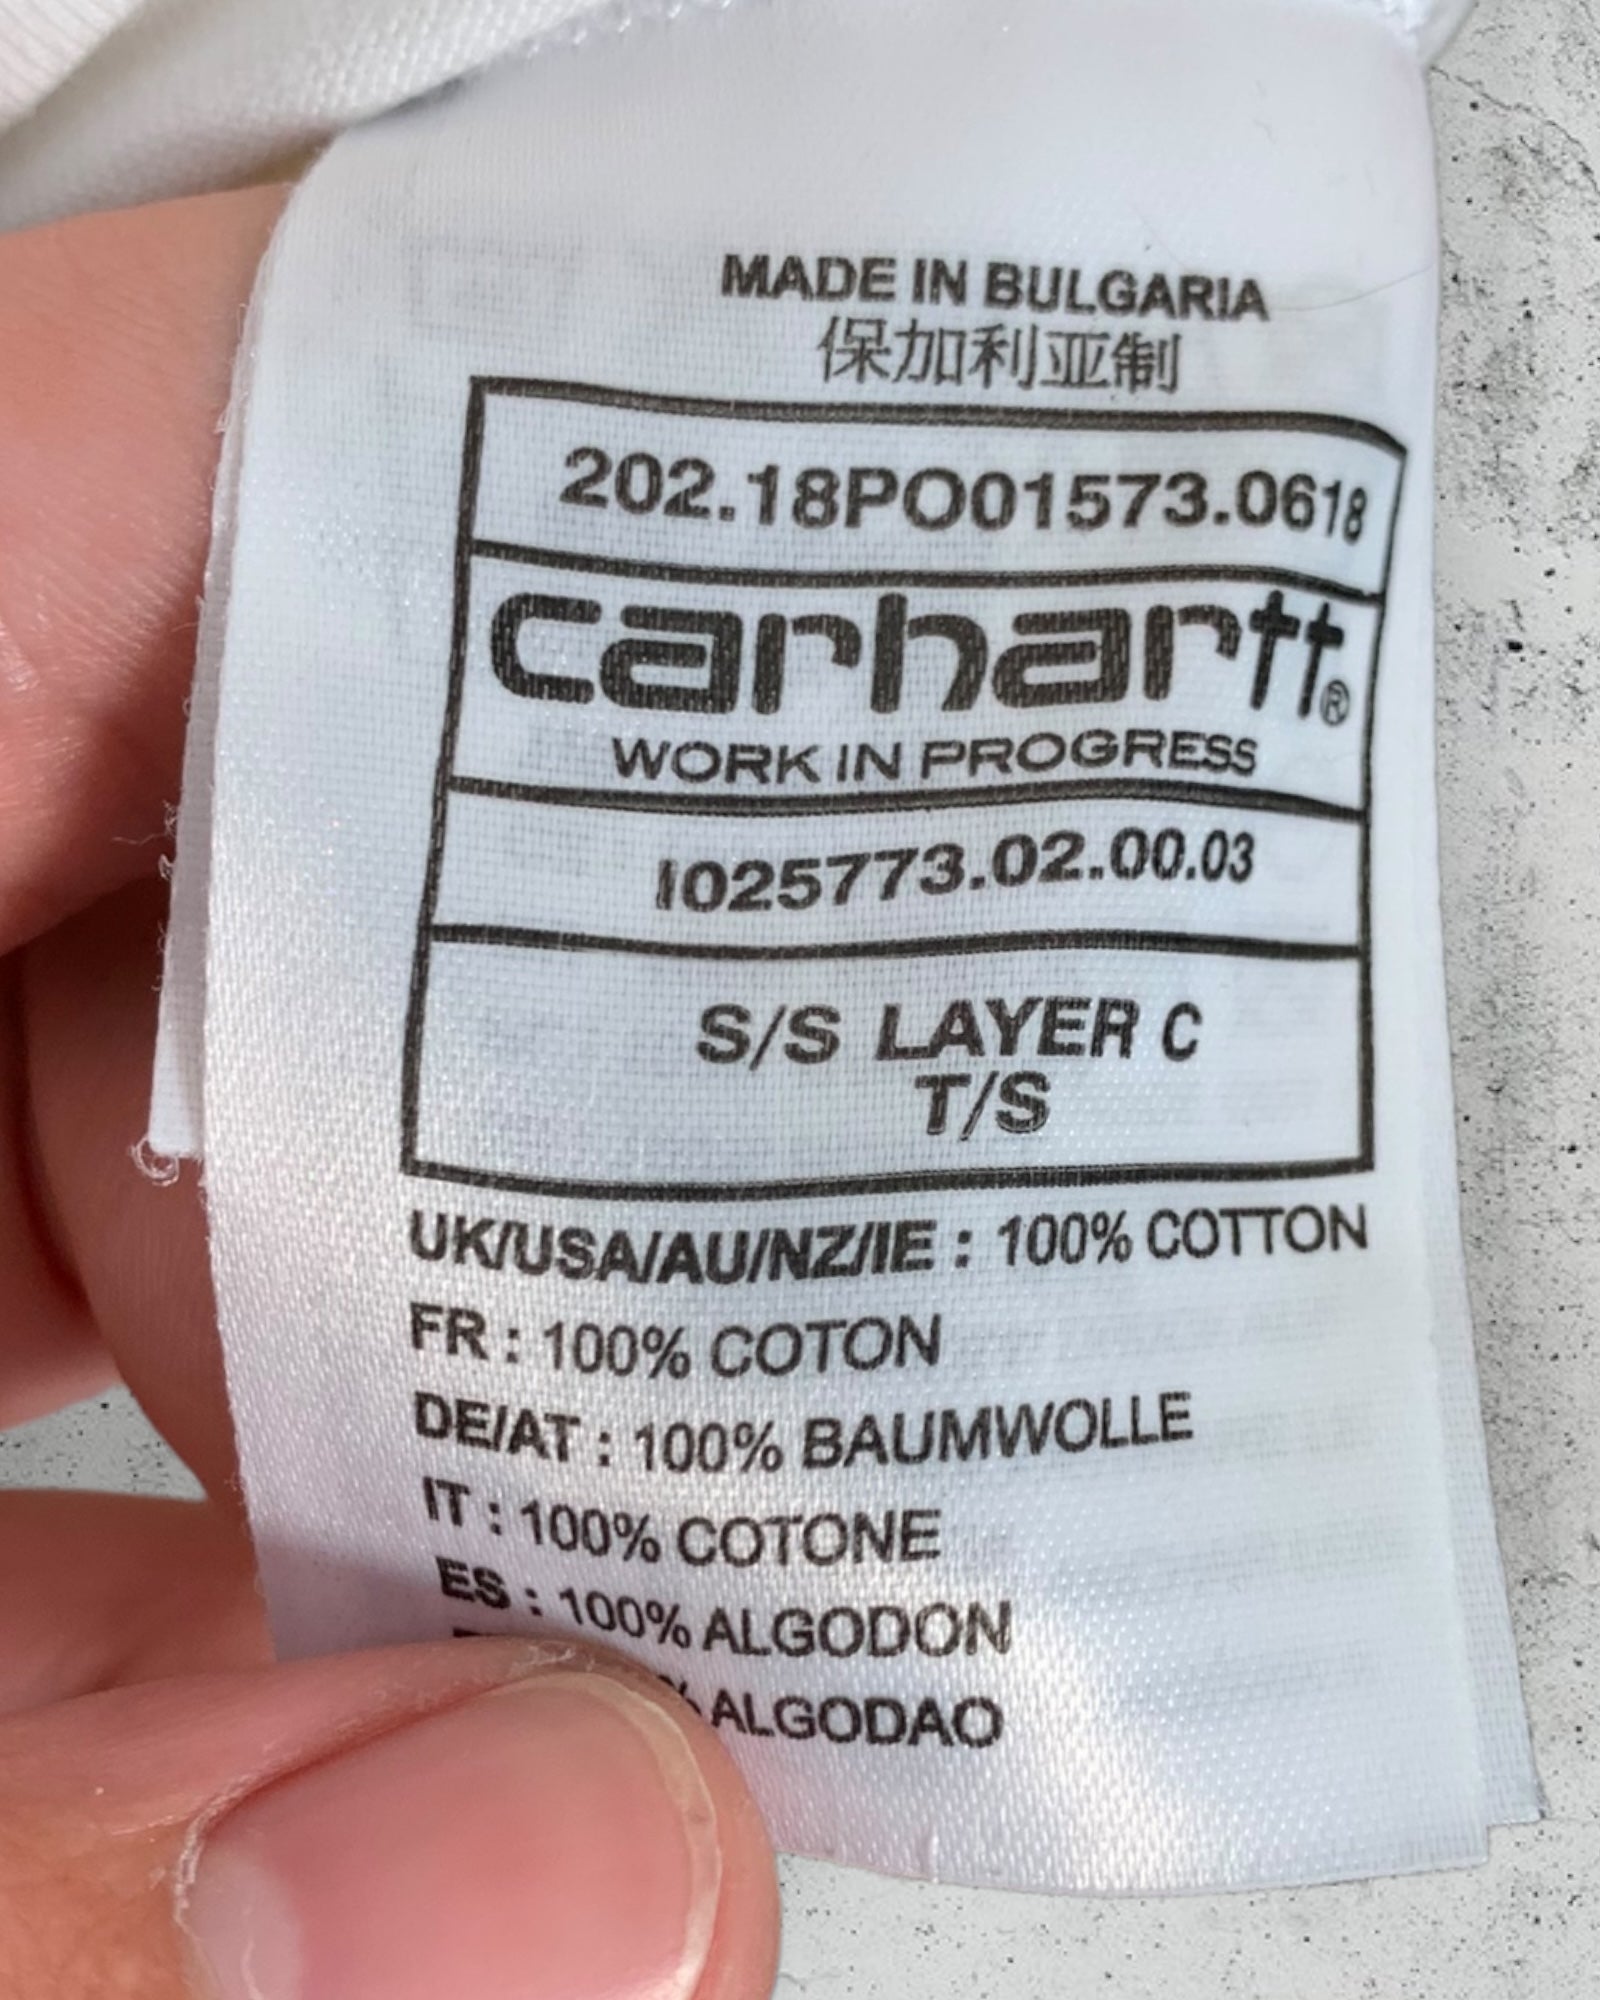 MADE IN BULGARIA
保加利亚制
202.18PO01573.0618
carhartt®
WORK IN PROGRESS
I025773.02.00.03
S/S LAYER C
T/S
UK/USA/AU/NZ/IE : 100% COTTON
FR : 100% COTON
DE/AT : 100% BAUMWOLLE
IT : 100% COTONE
ES : 100% ALGODON
% ALGODAO